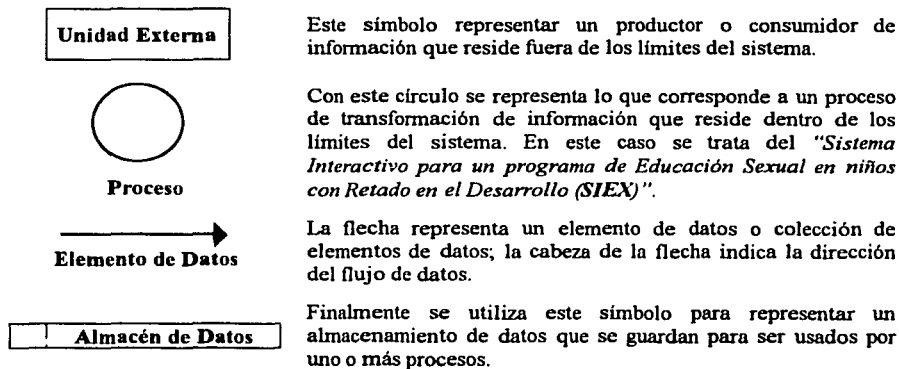 Unidad Externa
Este símbolo representar un productor o consumidor de
información que reside fuera de los límites del sistema.
Con este círculo se representa lo que corresponde a un proceso
de transformación de información que reside dentro de los
límites del sistema. En este caso se trata del "Sistema
Interactivo para un programa de Educación Sexual en niños
con Retado en el Desarrollo (SIEX)".
Proceso
La flecha representa un elemento de datos o colección de
elementos de datos; la cabeza de la flecha indica la dirección
del flujo de datos.
Elemento de Datos
Finalmente se utiliza este símbolo para representar un
almacenamiento de datos que se guardan para ser usados por
uno o más procesos.
Almacén de Datos